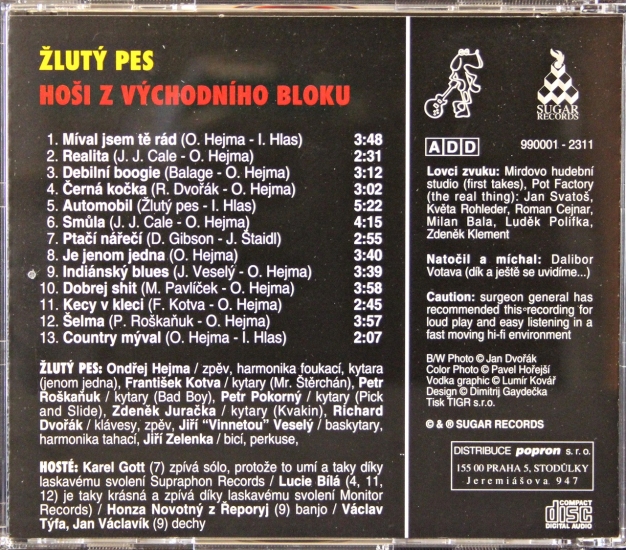 ŽLUTÝ PES
HOŠI Z VÝCHODNÍHO BLOKU
1. Míval jsem tě rád (O. Hejma - I. Hlas) 3:48
2. Realita (J. J. Cale - O. Hejma) 2:31
3. Debilní boogie (Balage - O. Hejma) 3:12
4. Černá kočka (R. Dvořák - O. Hejma) 3:02
5. Automobil (Žlutý pes - I. Hlas) 5:22
6. Smůla (J. J. Cale - O. Hejma) 4:15
7. Ptačí nářečí (D. Gibson - J. Štaidl) 2:55
8. Je jenom jedna (O. Hejma) 3:40
9. Indiánský blues (J. Veselý - O. Hejma) 3:39
10. Dobrej shit (M. Pavlíček - O. Hejma) 3:58
11. Kecy v kleci (F. Kotva - O. Hejma) 2:45
12. Šelma (P. Roškaňuk - O. Hejma) 3:57
13. Country mýval (O. Hejma - I. Hlas) 2:07
ŽLUTÝ PES: Ondřej Hejma / zpěv, harmonika foukací, kytara
(jenom jedna), František Kotva / kytary (Mr. Štěrchán), Petr
Roškaňuk / kytary (Bad Boy), Petr Pokorný / kytary (Pick
and Slide), Zdeněk Juračka / kytary (Kvakin), Richard
Dvořák / klávesy, zpěv, Jiří "Vinnetou" Veselý / baskytary,
harmonika tahací, Jiří Zelenka / bicí, perkuse,
HOSTÉ: Karel Gott (7) zpívá sólo, protože to umí a taky díky
laskavému svolení Supraphon Records / Lucie Bílá (4, 11,
12) je taky krásná a zpívá díky laskavému svolení Monitor
Records) / Honza Novotný z Řeporyj (9) banjo / Václav
Týfa, Jan Václavík (9) dechy
SUGAR
RECORDS
ADD 990001 - 2311
Lovci zvuku: Mirdovo hudební
studio (first takes), Pot Factory
(the real thing): Jan Svatoš,
Květa Rohleder, Roman Cejnar,
Milan Bala, Luděk Polifka,
Zdeněk Klement
Natočil a míchal: Dalibor
Votava (dík a ještě se uvidíme...)
Caution: surgeon general has
recommended this recording for
loud play and easy listening in a
fast moving hi-fi environment
B/W Photo © Jan Dvořák
Color Photo © Pavel Hořejší
Vodka graphic © Lumír Kovář
Design © Dimitrij Gaydečka
Tisk TIGR s.r.o.
© & ® SUGAR RECORDS
DISTRIBUCE popron s. r. o.
155 00 PRAHA 5, STODŮLKY
Jeremiášova 947
COMPACT
disc
DIGITAL AUDIO